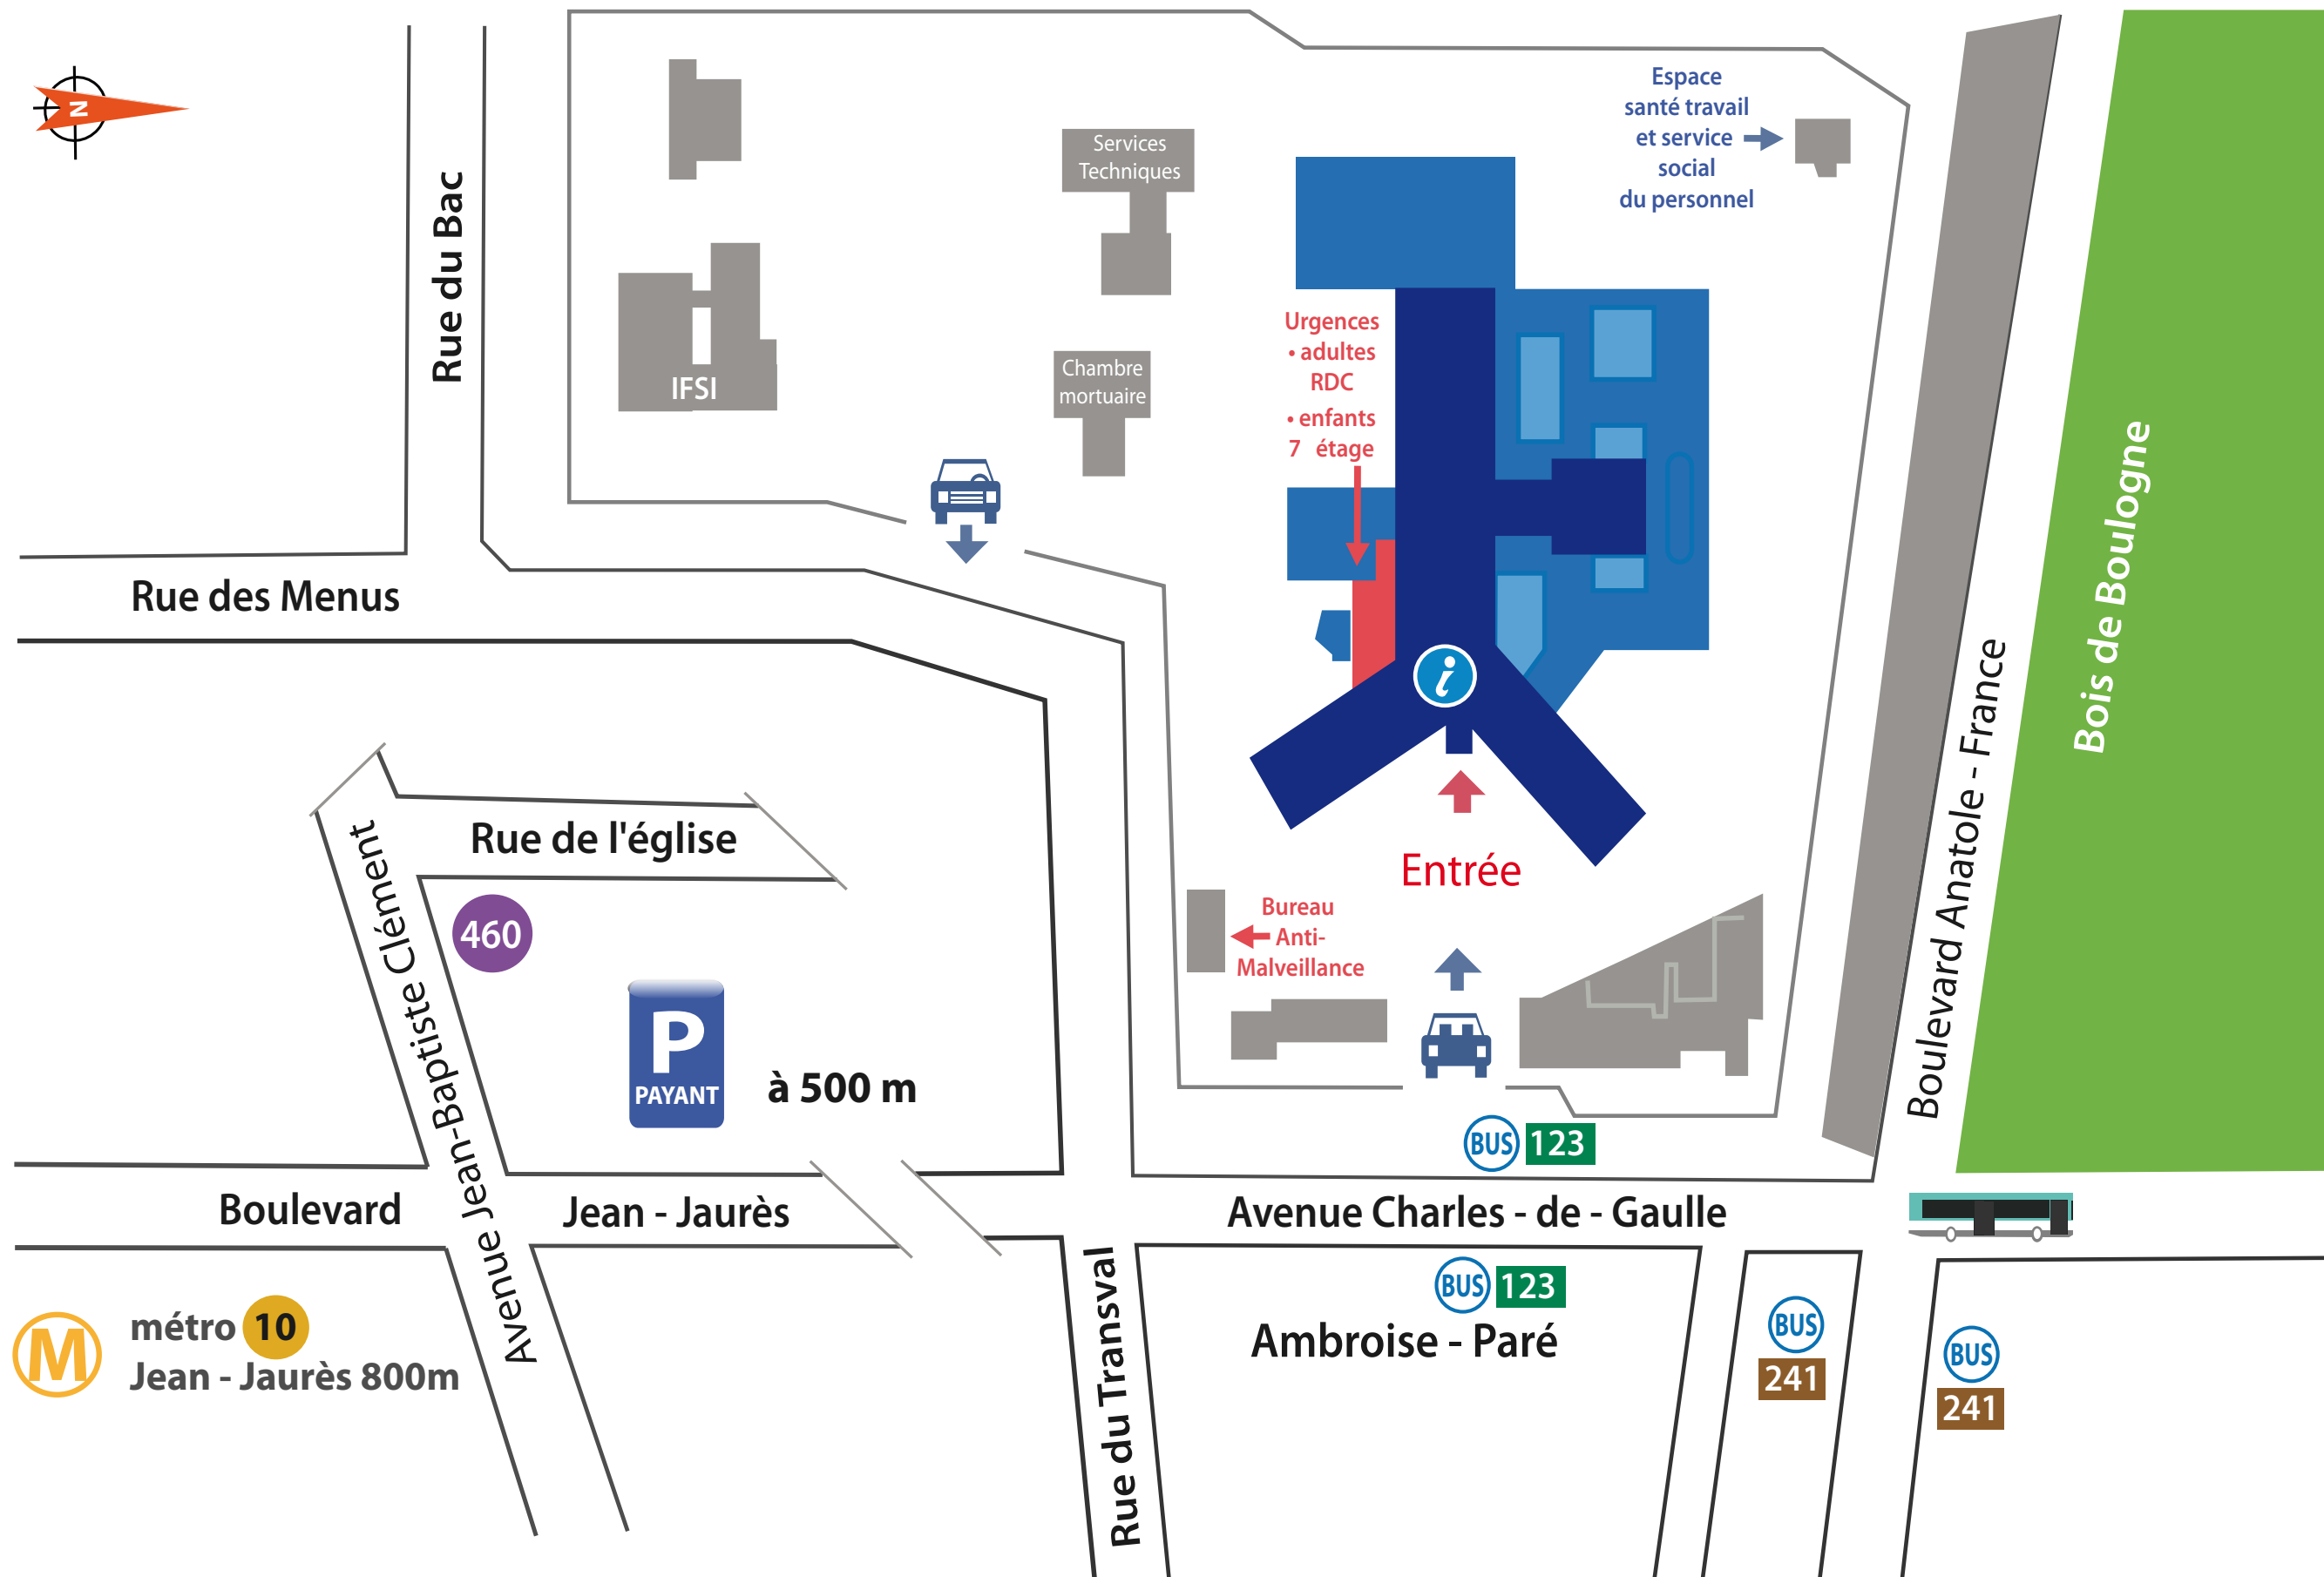 N
Rue du Bac
Espace
santé travail
et service
social
du personnel
Services
Techniques
Urgences
• adultes
RDC
• enfants
7 étage
Chambre
mortuaire
IFSI
Bois de Boulogne
Rue des Menus
i
Boulevard Anatole - France
Rue de l'église
Avenue Jean-Baptiste Clément
460
Entrée
Bureau
Anti-
Malveillance
P
PAYANT
à 500 m
BUS 123
Boulevard
Jean - Jaurès
Avenue Charles - de - Gaulle
Rue du Transval
BUS 123
Ambroise - Paré
BUS
241
BUS
241
M
métro 10
Jean - Jaurès 800m